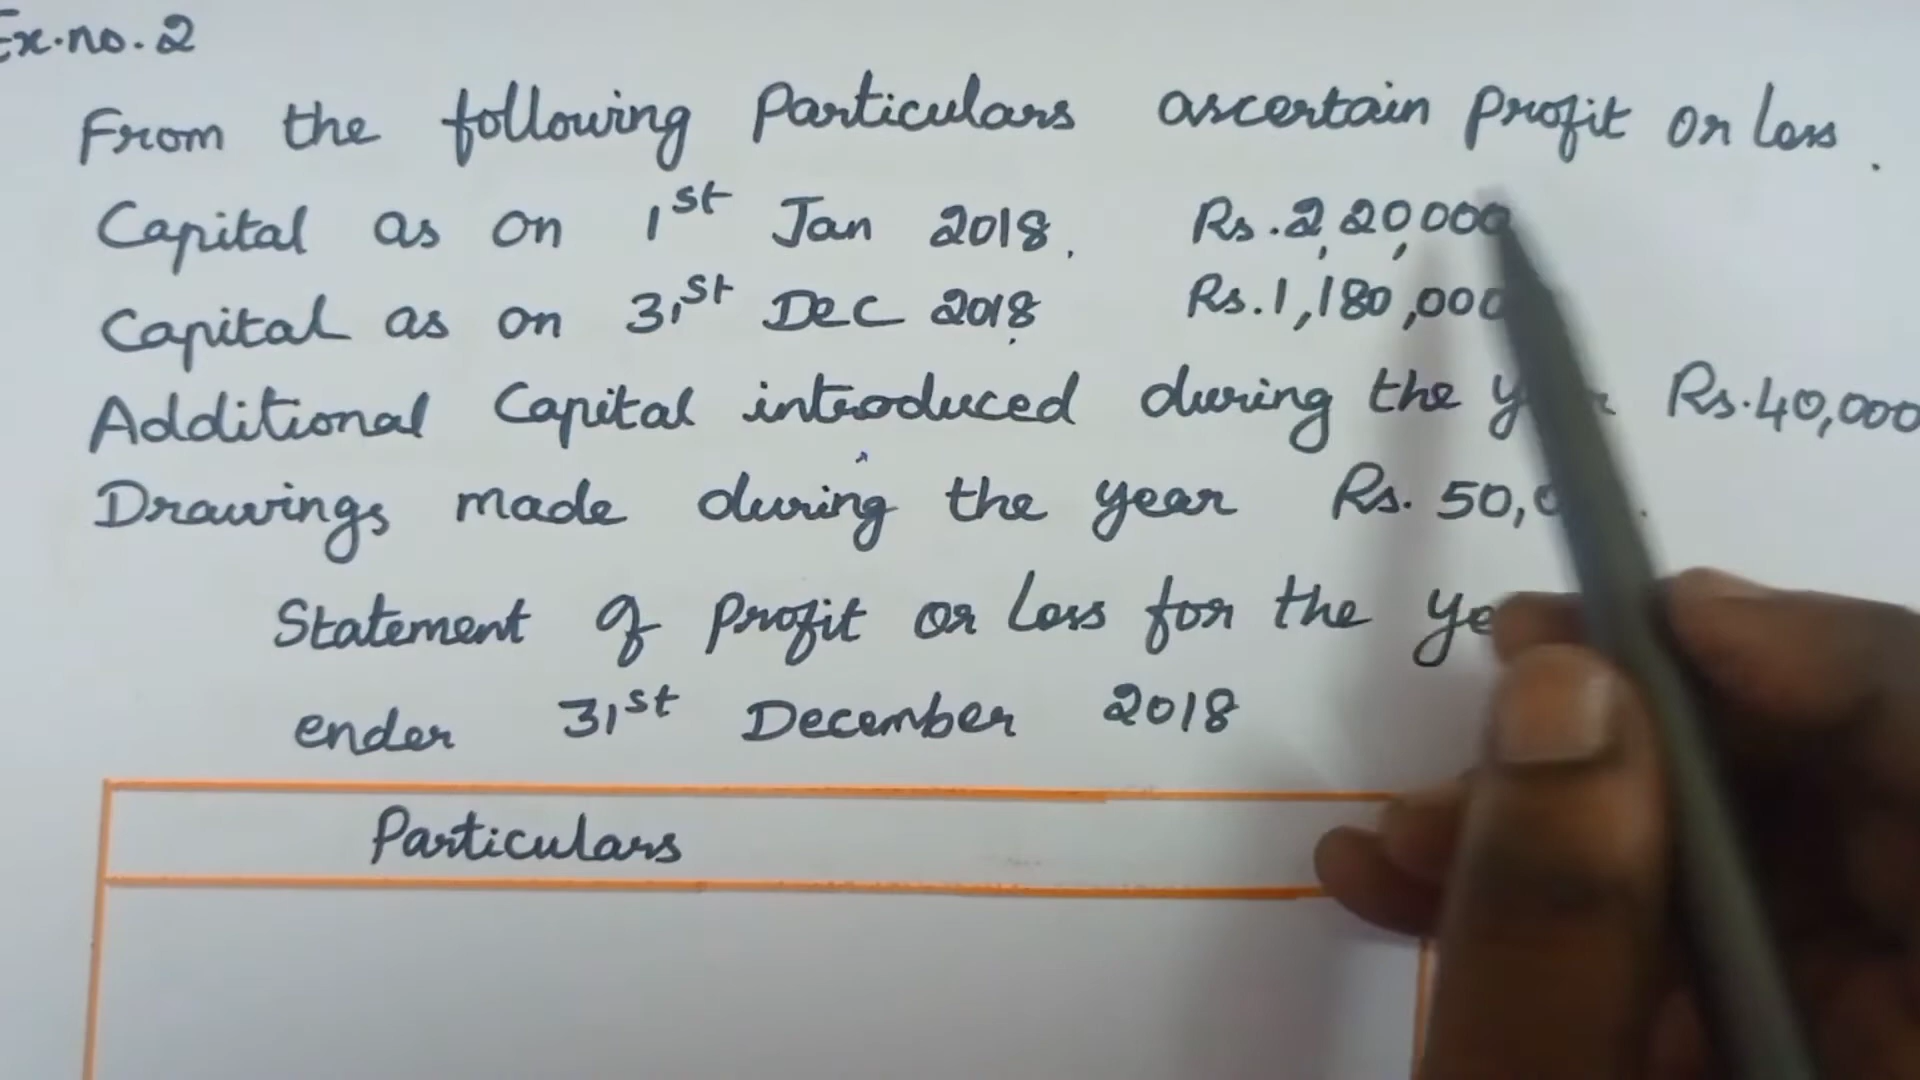 Ex.no.2
From the following Particulars ascertain Profit or Loss.
Capital as on 1st Jan 2018. Rs.2,20,000
Capital as on 31st Dec 2018 Rs.1,180,000
Additional Capital introduced during the Rs.40,000
Drawings made during the year Rs.
Statement of Profit or Loss for the
ender 31st December 2018
Particulars